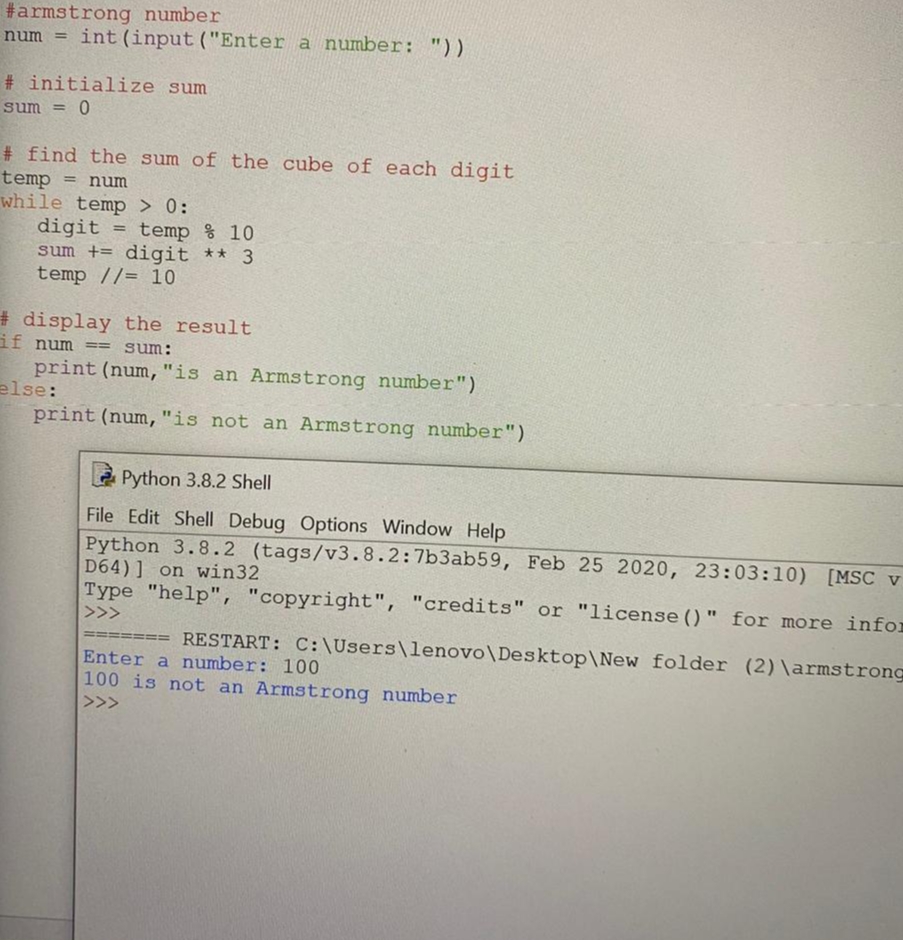 #armstrong number
num = int(input("Enter a number: "))
# initialize sum
sum = 0
# find the sum of the cube of each digit
temp = num
while temp > 0:
digit = temp % 10
sum += digit ** 3
temp //= 10
# display the result
if num == sum:
print(num,"is an Armstrong number")
else:
print(num,"is not an Armstrong number")
Python 3.8.2 Shell
File Edit Shell Debug Options Window Help
Python 3.8.2 (tags/v3.8.2:7b3ab59, Feb 25 2020, 23:03:10) [MSC v
D64)] on win32
Type "help", "copyright", "credits" or "license()" for more infor
>>>
======= RESTART: C:\Users\lenovo\Desktop\New folder (2)\armstrong
Enter a number: 100
100 is not an Armstrong number
>>>